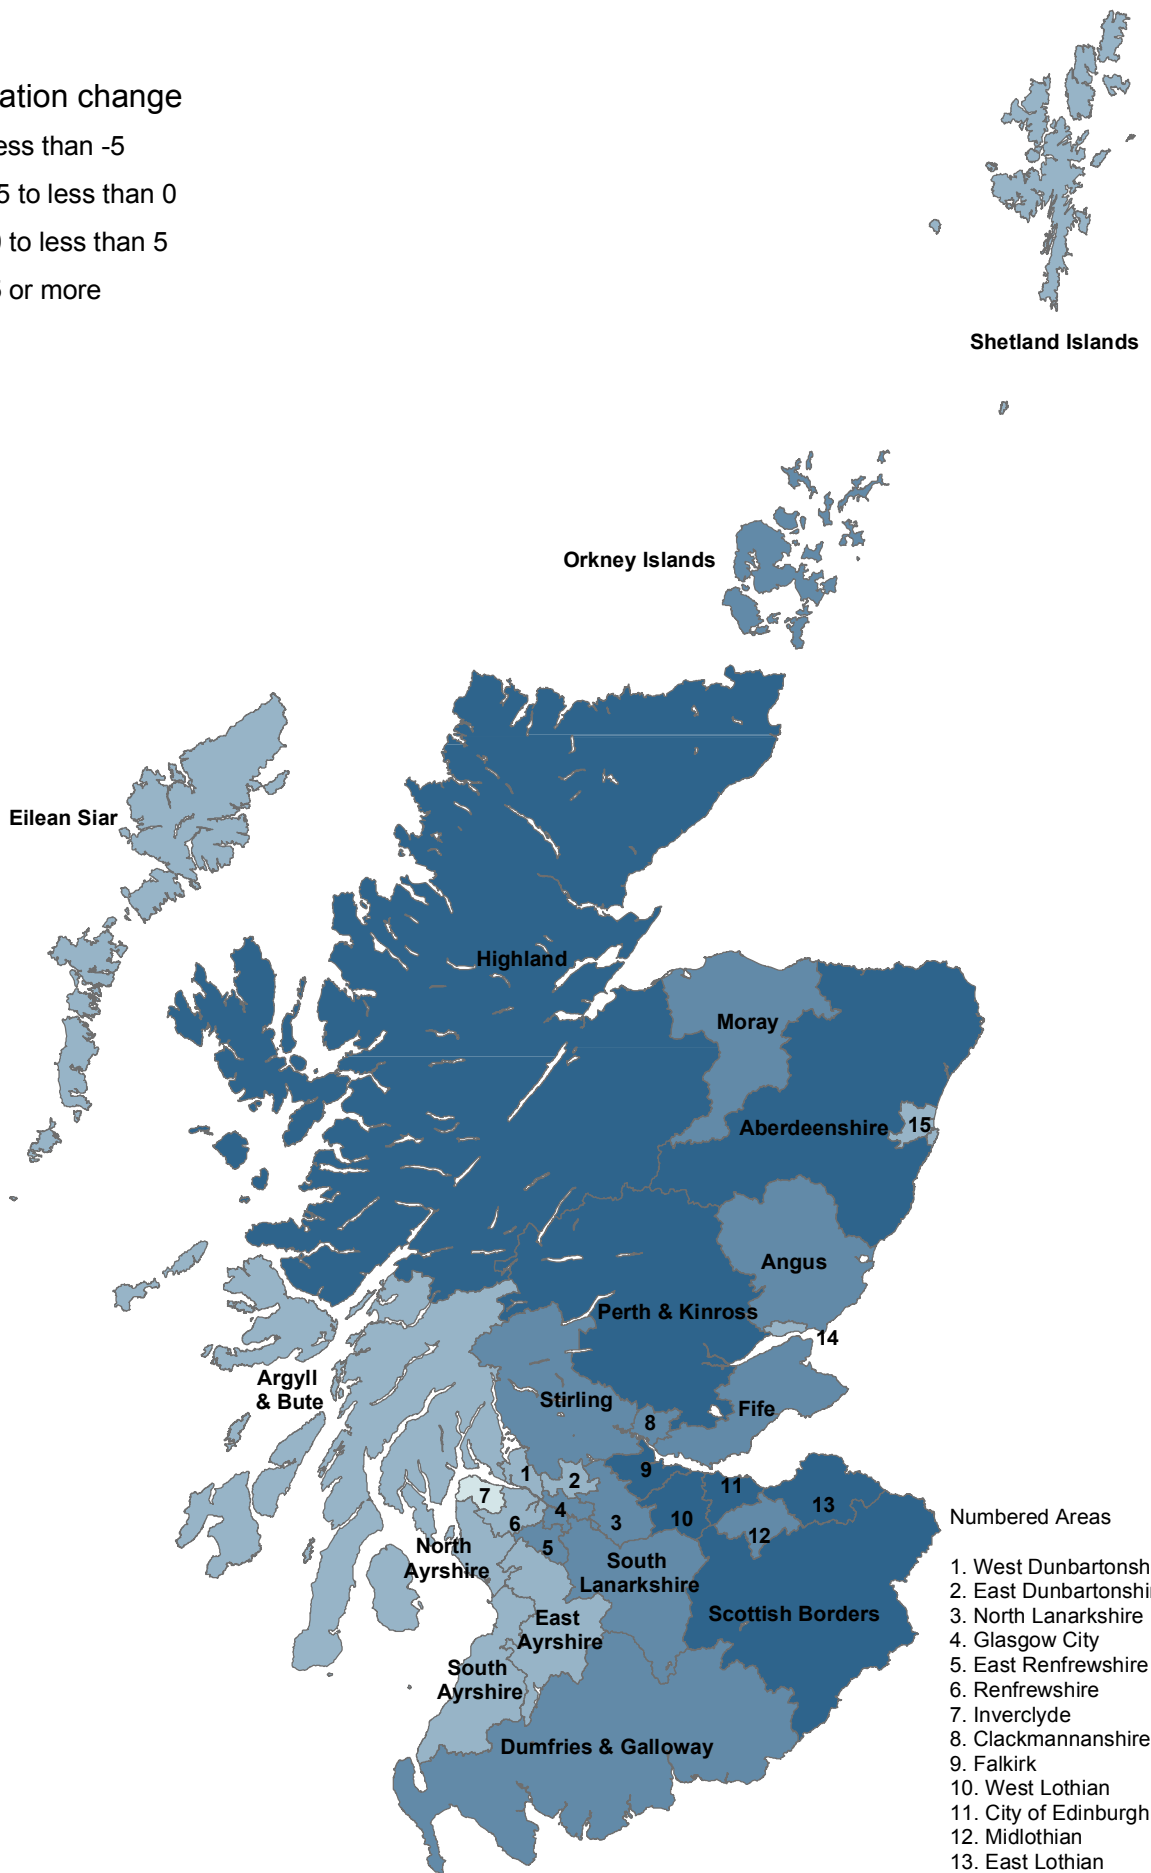 ation change
ess than -5
5 to less than 0
to less than 5
or more
Shetland Islands
Orkney Islands
Eilean Siar
Highland
Moray
Aberdeenshire
15
Angus
Perth & Kinross
14
Argyll
& Bute
Stirling
8
Fife
1
2
9
11
7
6
4
3
10
13
12
5
North
Ayrshire
South
Lanarkshire
East
Ayrshire
Scottish Borders
South
Ayrshire
Dumfries & Galloway
Numbered Areas
1. West Dunbartonsh
2. East Dunbartonshi
3. North Lanarkshire
4. Glasgow City
5. East Renfrewshire
6. Renfrewshire
7. Inverclyde
8. Clackmannanshire
9. Falkirk
10. West Lothian
11. City of Edinburgh
12. Midlothian
13. East Lothian